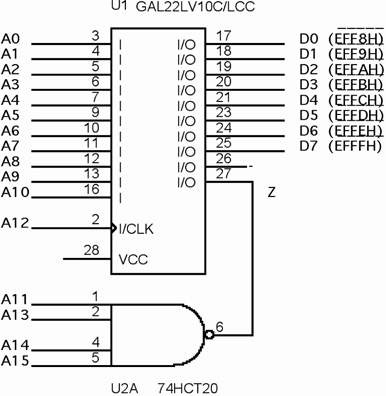 U1 GAL22LV10C/LCC
A0 3 I I/O 17 D0 (EFF8H)
A1 4 I I/O 18 D1 (EFF9H)
A2 5 I I/O 19 D2 (EFFAH)
A3 6 I I/O 20 D3 (EFFBH)
A4 7 I I/O 21 D4 (EFFCH)
A5 9 I I/O 23 D5 (EFFDH)
A6 10 I I/O 24 D6 (EFFEH)
A7 11 I I/O 25 D7 (EFFFH)
A8 12 I I/O 26 -
A9 13 I I/O 27
A10 16 I Z
A12 2 I/CLK
28 VCC
A11 1
A13 2
6
A14 4
A15 5
U2A 74HCT20